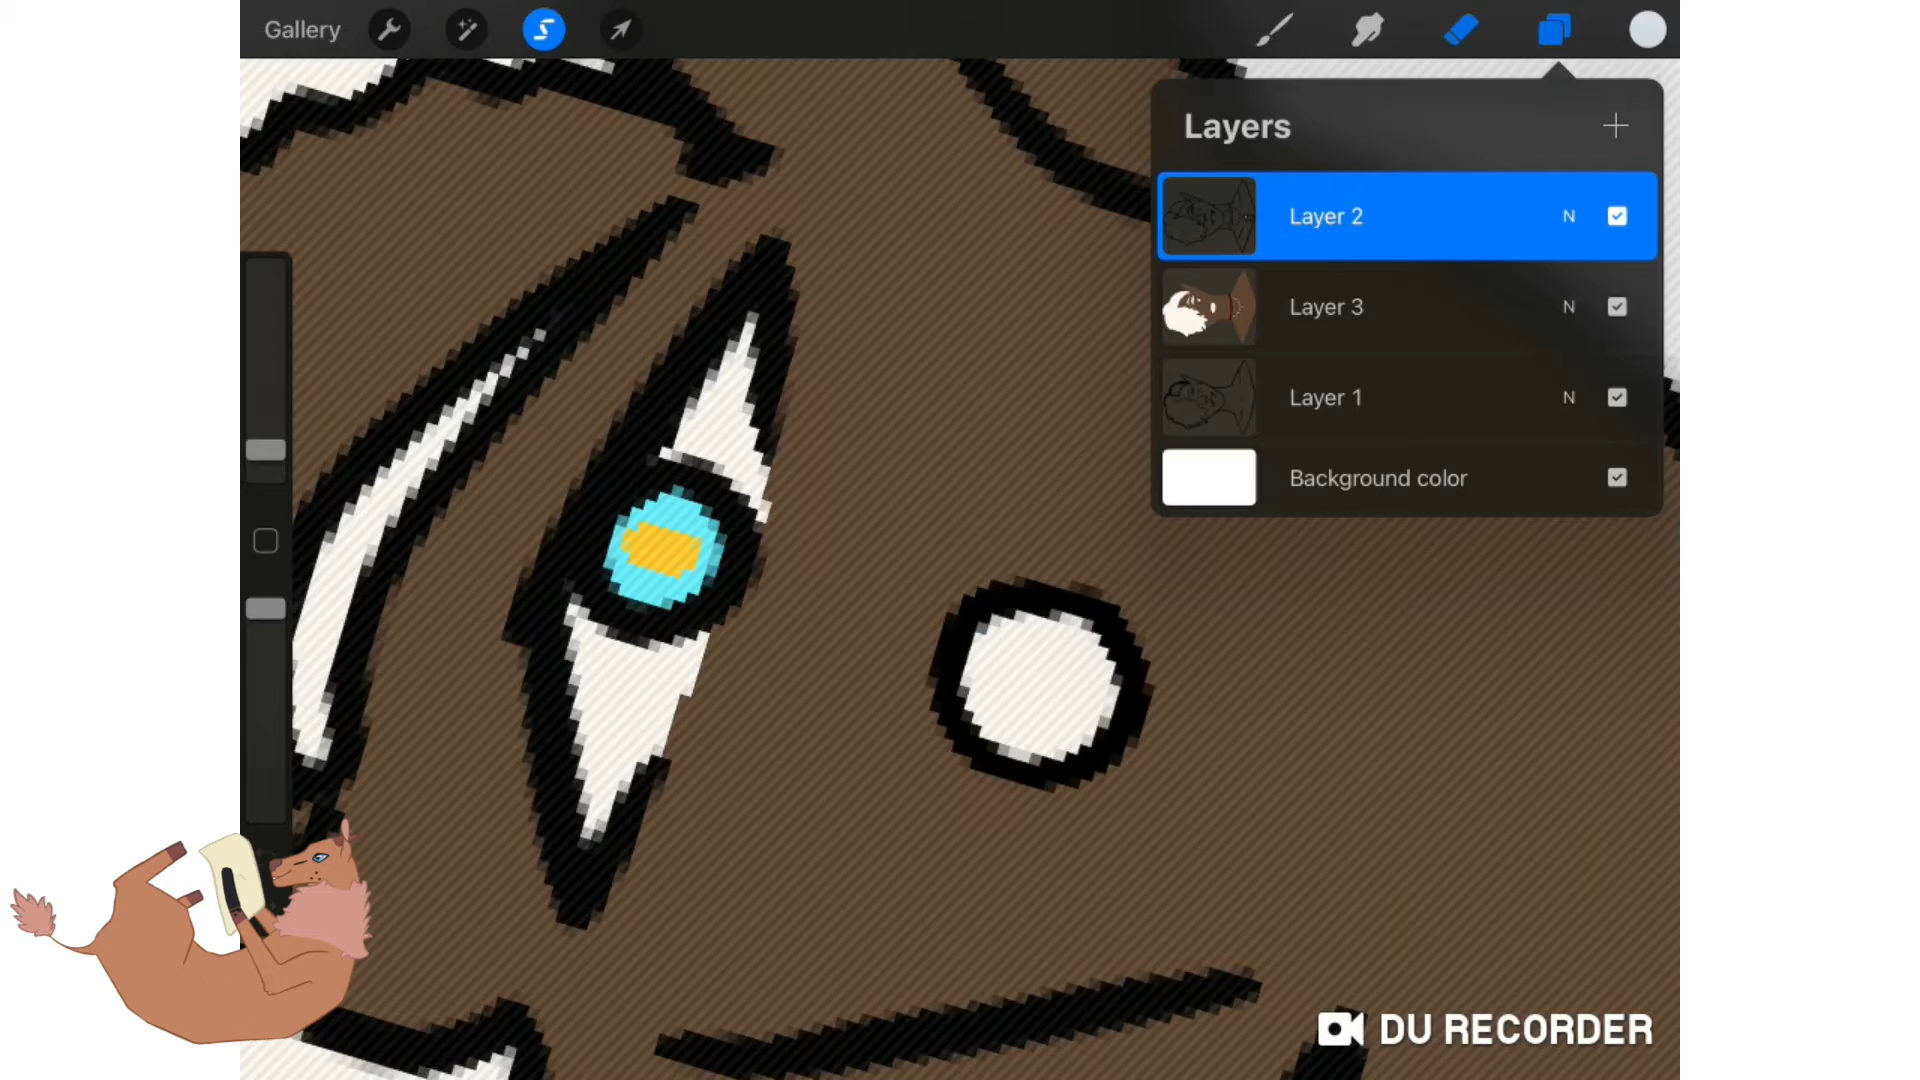 Gallery
Layers
Layer 2 N
Layer 3 N
Layer 1 N
Background color
DU RECORDER